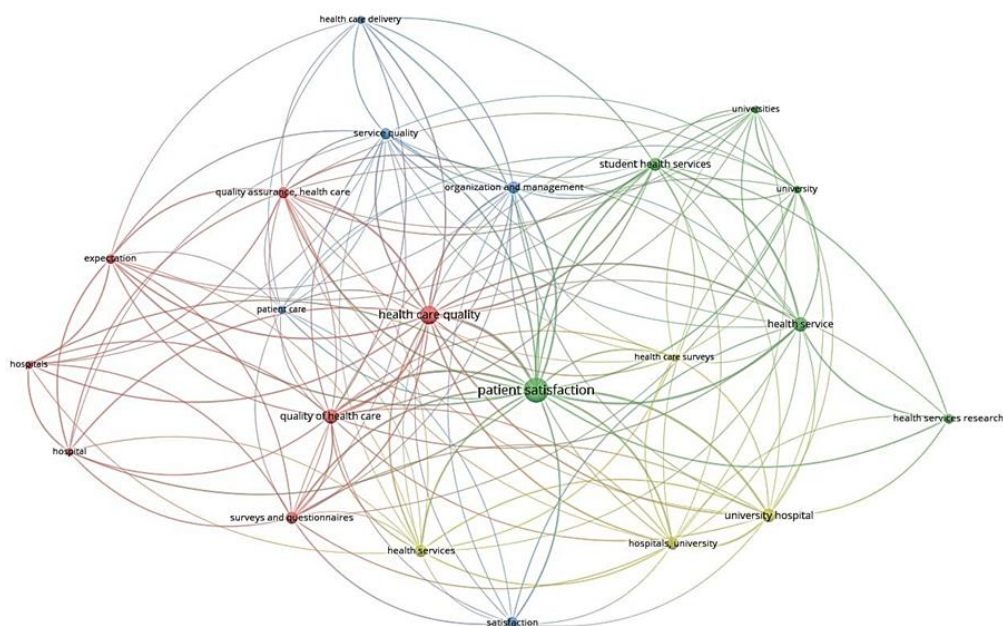 health care delivery
universities
service quality
student health services
quality assurance, health care
organization and management
university
expectation
patient care
health care quality
health service
health care surveys
hospitals
patient satisfaction
quality of health care
health services research
hospital
surveys and questionnaires
university hospital
hospitals, university
health services
satisfaction